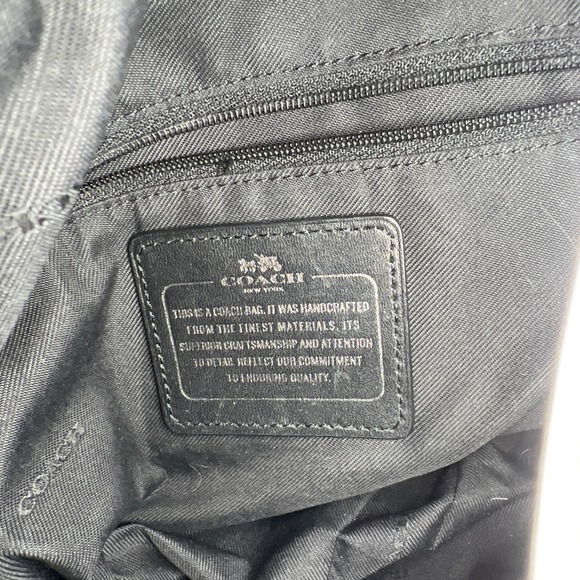 COACH
NEW YORK
THIS IS A COACH BAG. IT WAS HANDCRAFTED
FROM THE FINEST MATERIALS. ITS
SUPERIOR CRAFTSMANSHIP AND ATTENTION
TO DETAIL REFLECT OUR COMMITMENT
TO ENDURING QUALITY.
COACH